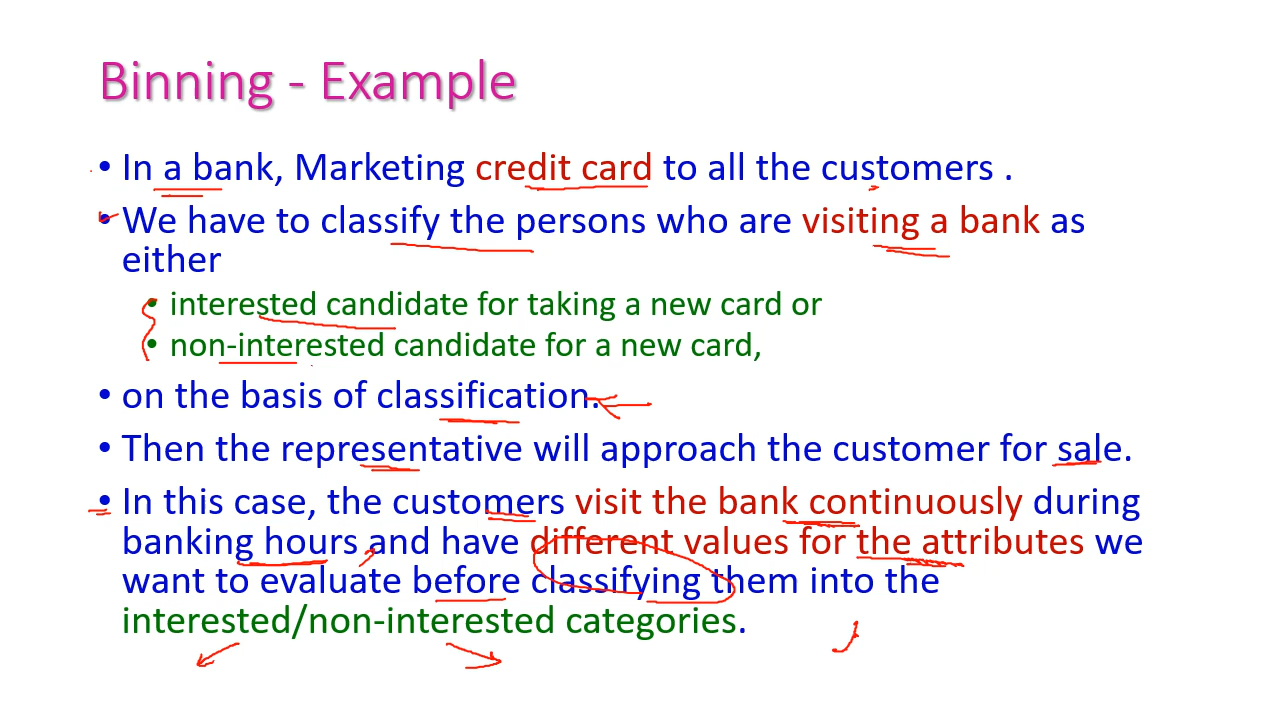 Binning - Example
• In a bank, Marketing credit card to all the customers .
• We have to classify the persons who are visiting a bank as
either
• interested candidate for taking a new card or
• non-interested candidate for a new card,
• on the basis of classification.
• Then the representative will approach the customer for sale.
• In this case, the customers visit the bank continuously during
banking hours and have different values for the attributes we
want to evaluate before classifying them into the
interested/non-interested categories.